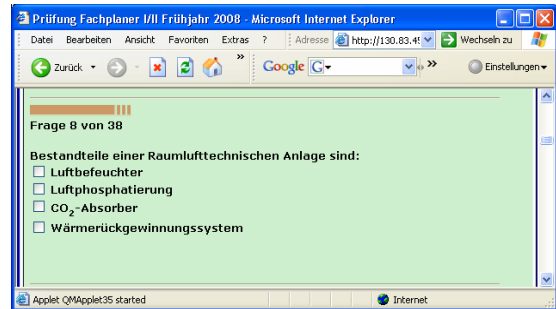 Prüfung Fachplaner I/II Frühjahr 2008 - Microsoft Internet Explorer
Datei Bearbeiten Ansicht Favoriten Extras ? Adresse http://130.83.4 Wechseln zu
Zurück » Google G » Einstellungen
Frage 8 von 38
Bestandteile einer Raumlufttechnischen Anlage sind:
Luftbefeuchter
Luftphosphatierung
CO₂-Absorber
Wärmerückgewinnungssystem
Applet QMApplet35 started Internet